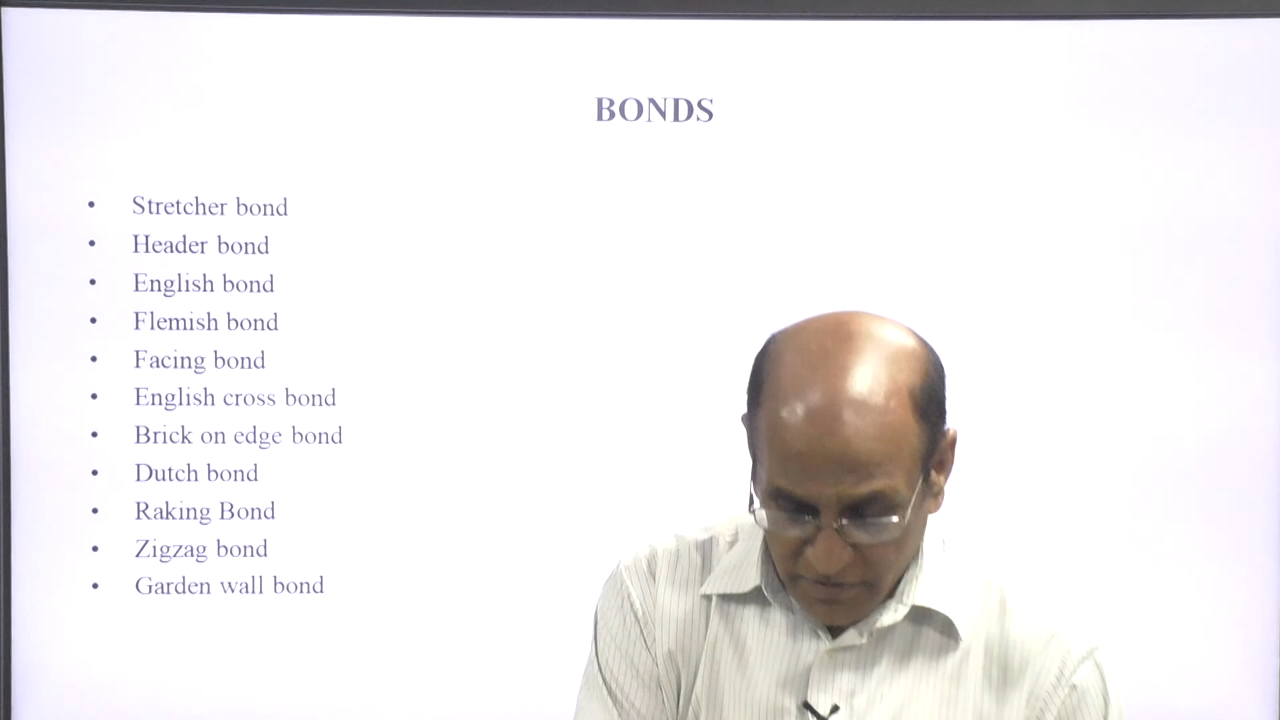 BONDS
• Stretcher bond
• Header bond
• English bond
• Flemish bond
• Facing bond
• English cross bond
• Brick on edge bond
• Dutch bond
• Raking Bond
• Zigzag bond
• Garden wall bond